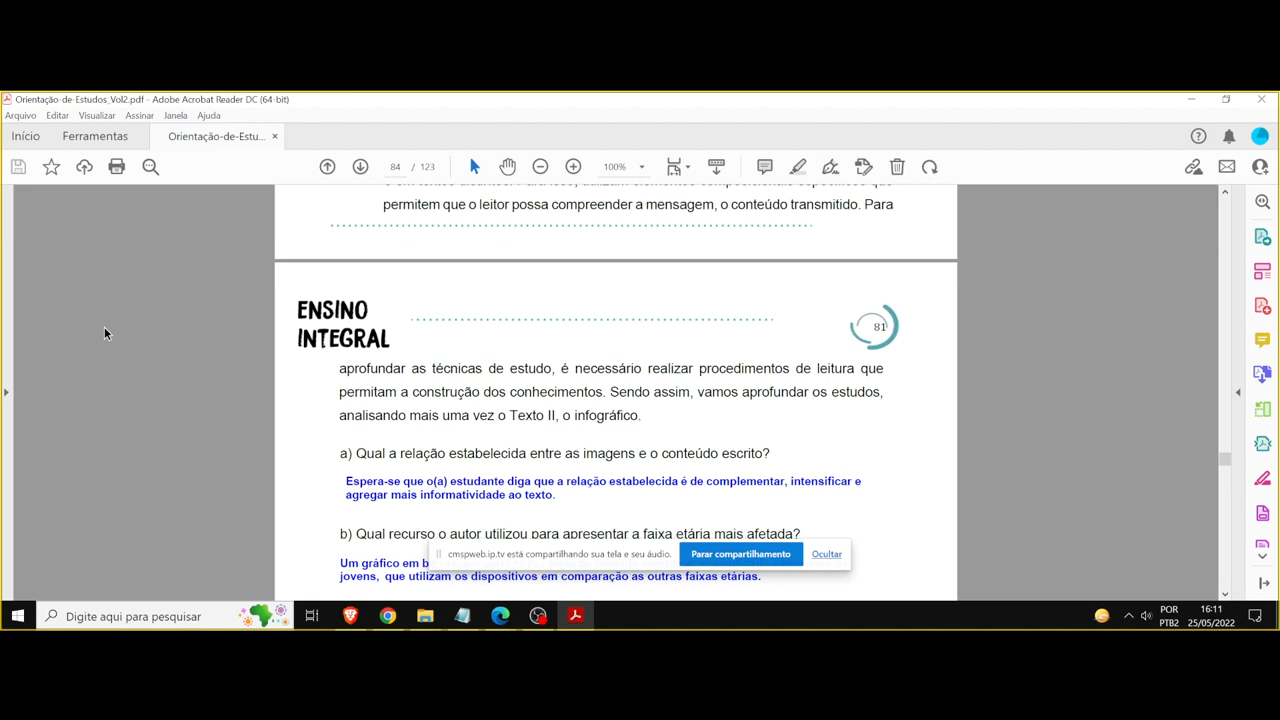 Orientação-de-Estudos_Vol2.pdf - Adobe Acrobat Reader DC (64-bit)
Arquivo Editar Visualizar Assinar Janela Ajuda
Início Ferramentas Orientação-de-Estu... ×
84 / 123 100%
permitem que o leitor possa compreender a mensagem, o conteúdo transmitido. Para
ENSINO
INTEGRAL
81
aprofundar as técnicas de estudo, é necessário realizar procedimentos de leitura que
permitam a construção dos conhecimentos. Sendo assim, vamos aprofundar os estudos,
analisando mais uma vez o Texto II, o infográfico.
a) Qual a relação estabelecida entre as imagens e o conteúdo escrito?
Espera-se que o(a) estudante diga que a relação estabelecida é de complementar, intensificar e
agregar mais informatividade ao texto.
b) Qual recurso o autor utilizou para apresentar a faixa etária mais afetada?
cmspweb.ip.tv está compartilhando sua tela e seu áudio. Parar compartilhamento Ocultar
Um gráfico em
jovens, que utilizam os dispositivos em comparação as outras faixas etárias.
Digite aqui para pesquisar
POR 16:11
PTB2 25/05/2022